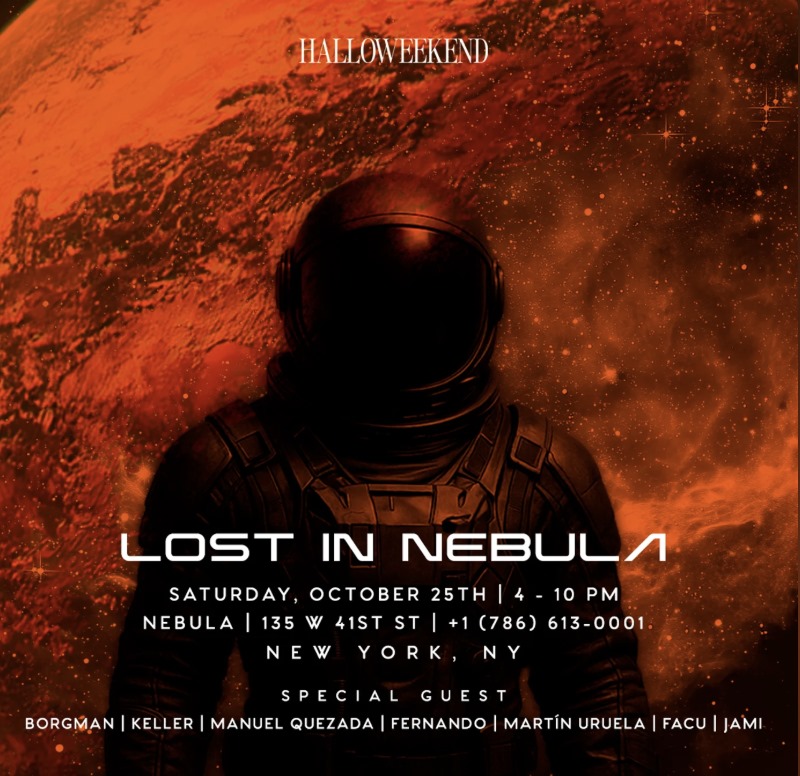 HALLOWEEKEND
LOST IN NEBULA
SATURDAY, OCTOBER 25TH | 4 - 10 PM
NEBULA | 135 W 41ST ST | +1 (786) 613-0001
NEW YORK, NY
SPECIAL GUEST
BORGMAN | KELLER | MANUEL QUEZADA | FERNANDO | MARTÍN URUELA | FACU | JAMI